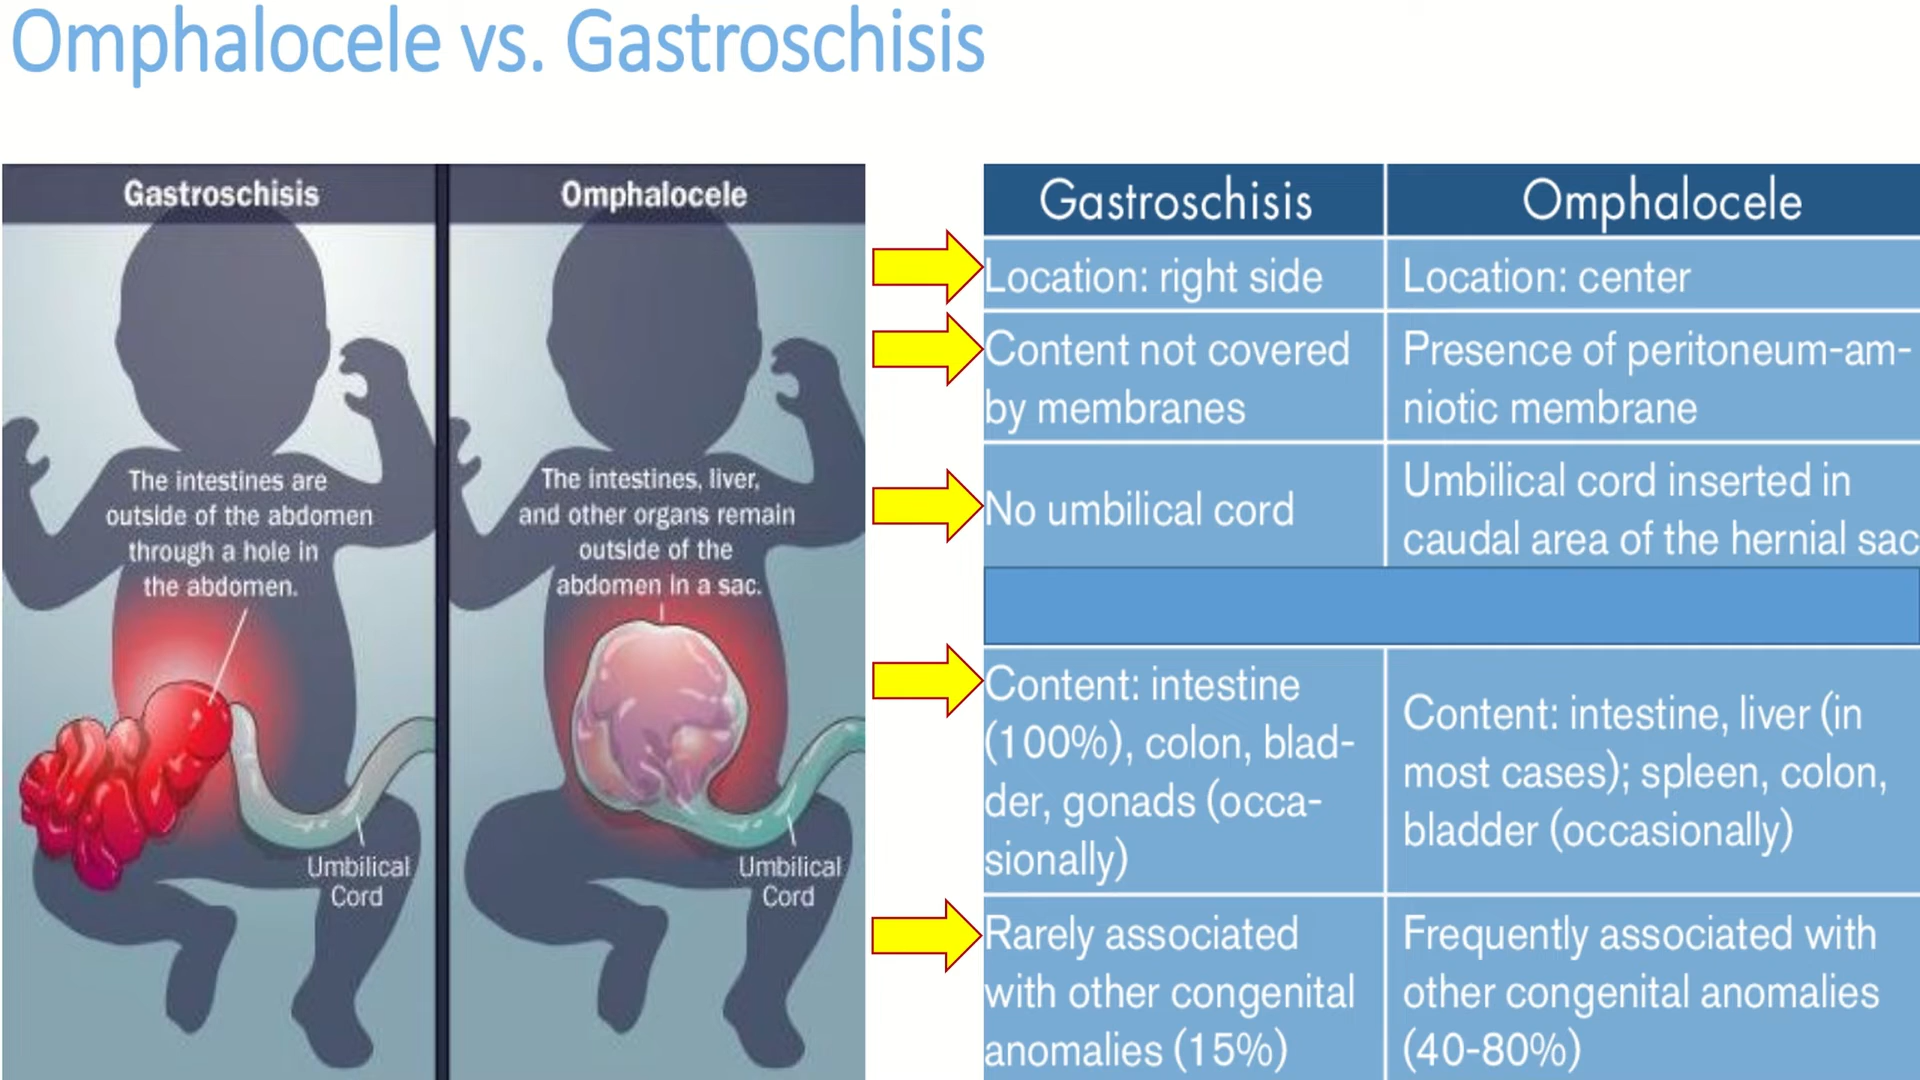 Omphalocele vs. Gastroschisis
Gastroschisis
The intestines are
outside of the abdomen
through a hole in
the abdomen.
Umbilical
Cord
Omphalocele
The intestines, liver,
and other organs remain
outside of the
abdomen in a sac.
Umbilical
Cord
Gastroschisis
Omphalocele
Location: right side
Location: center
Content not covered
by membranes
Presence of peritoneum-am-
niotic membrane
No umbilical cord
Umbilical cord inserted in
caudal area of the hernial sac
Content: intestine
(100%), colon, blad-
der, gonads (occa-
sionally)
Content: intestine, liver (in
most cases); spleen, colon,
bladder (occasionally)
Rarely associated
with other congenital
anomalies (15%)
Frequently associated with
other congenital anomalies
(40-80%)